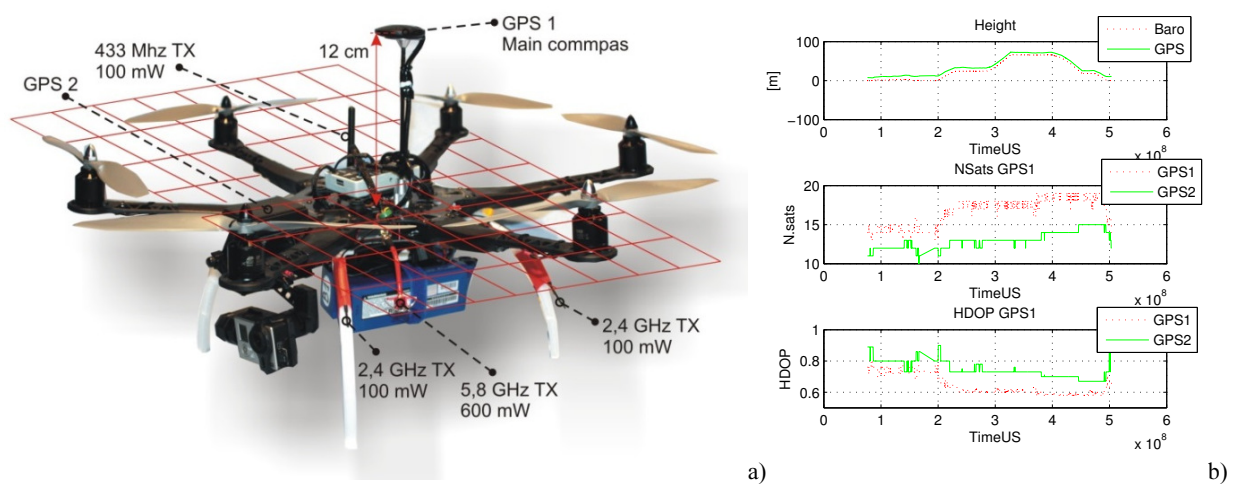 GPS 1
Main commpas
12 cm
433 Mhz TX
100 mW
GPS 2
2,4 GHz TX
100 mW
5,8 GHz TX
600 mW
2,4 GHz TX
100 mW
a)
Height
Baro
GPS
[m]
100
0
−100
0 1 2 3 4 5 6
TimeUS
x 10^8
NSats GPS1
GPS1
GPS2
N.sats
20
15
10
0 1 2 3 4 5 6
TimeUS
x 10^8
HDOP GPS1
GPS1
GPS2
HDOP
1
0.8
0.6
0 1 2 3 4 5 6
TimeUS
x 10^8
b)